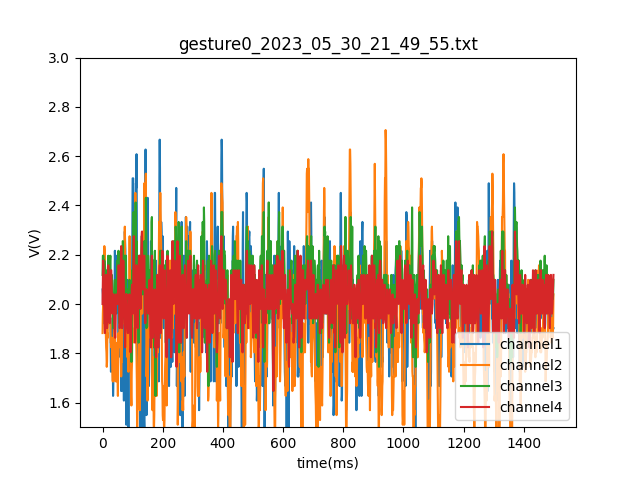 gesture0_2023_05_30_21_49_55.txt
V(V)
3.0
2.8
2.6
2.4
2.2
2.0
1.8
1.6
channel1
channel2
channel3
channel4
0 200 400 600 800 1000 1200 1400
time(ms)